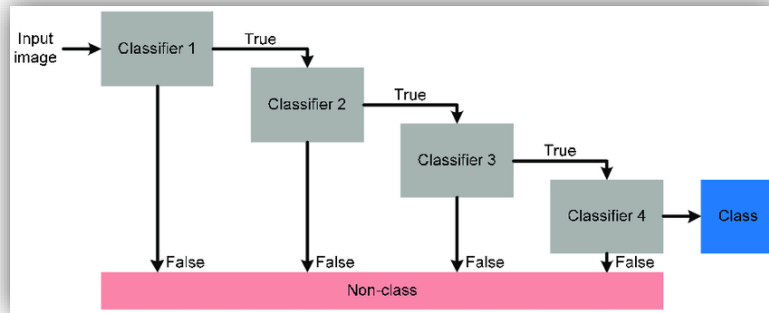 Input
image
Classifier 1
True
Classifier 2
True
Classifier 3
True
Classifier 4
Class
False
False
False
False
Non-class